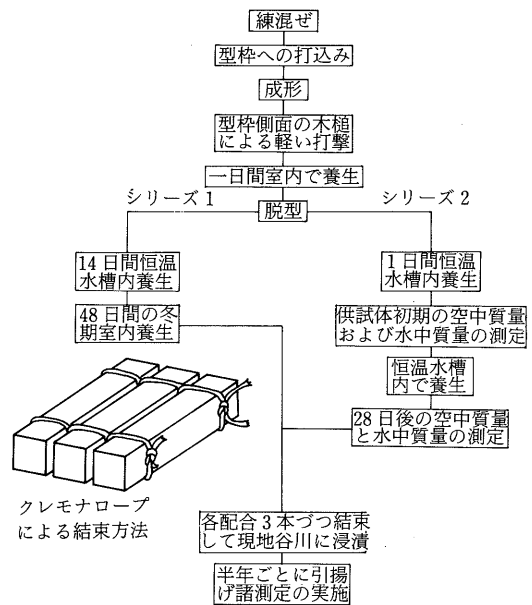 練混ぜ
型枠への打込み
成形
型枠側面の木槌
による軽い打撃
一日間室内で養生
シリーズ1
シリーズ2
脱型
14日間恒温
水槽内養生
48日間の冬
期室内養生
1日間恒温
水槽内養生
供試体初期の空中質量
および水中質量の測定
恒温水槽
内で養生
28日後の空中質量
と水中質量の測定
クレモナロープ
による結束方法
各配合3本づつ結束
して現地谷川に浸漬
半年ごとに引揚
げ諸測定の実施